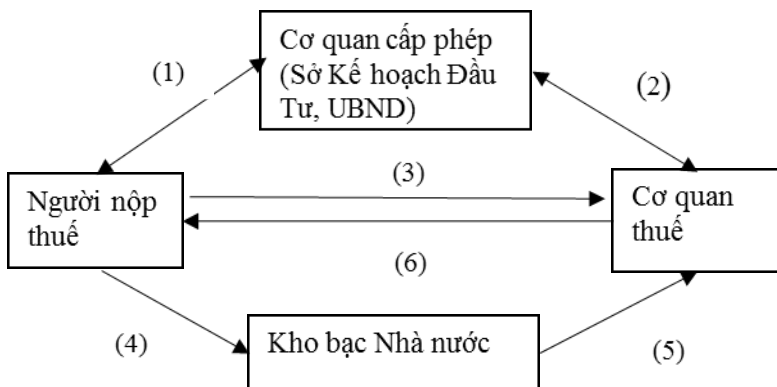 Cơ quan cấp phép
(Sở Kế hoạch Đầu
Tư, UBND)
(1)
(2)
(3)
Người nộp
thuế
Cơ quan
thuế
(6)
(4)
Kho bạc Nhà nước
(5)